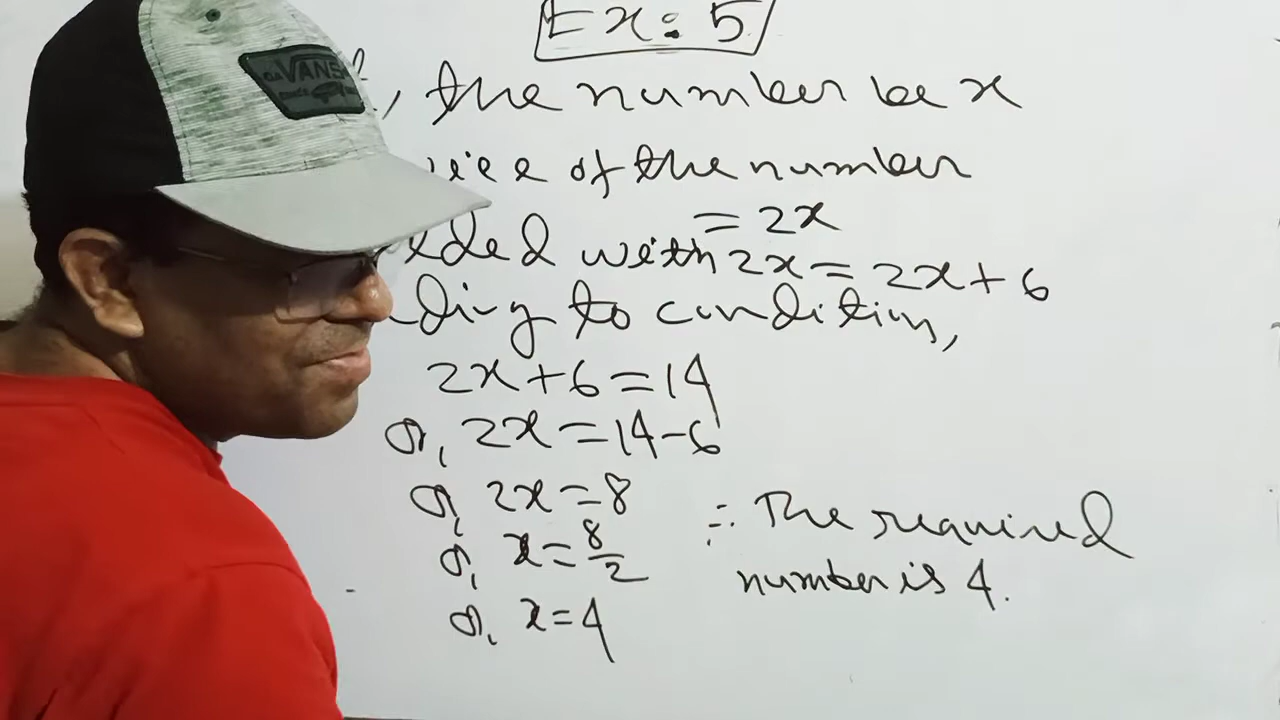 Ex: 5
VANS
, the number be x
of the number
= 2x
with 2x = 2x + 6
to condition,
2x + 6 = 14
or, 2x = 14 - 6
or, 2x = 8
or, x = 8/2
or, x = 4
∴ The required
number is 4.